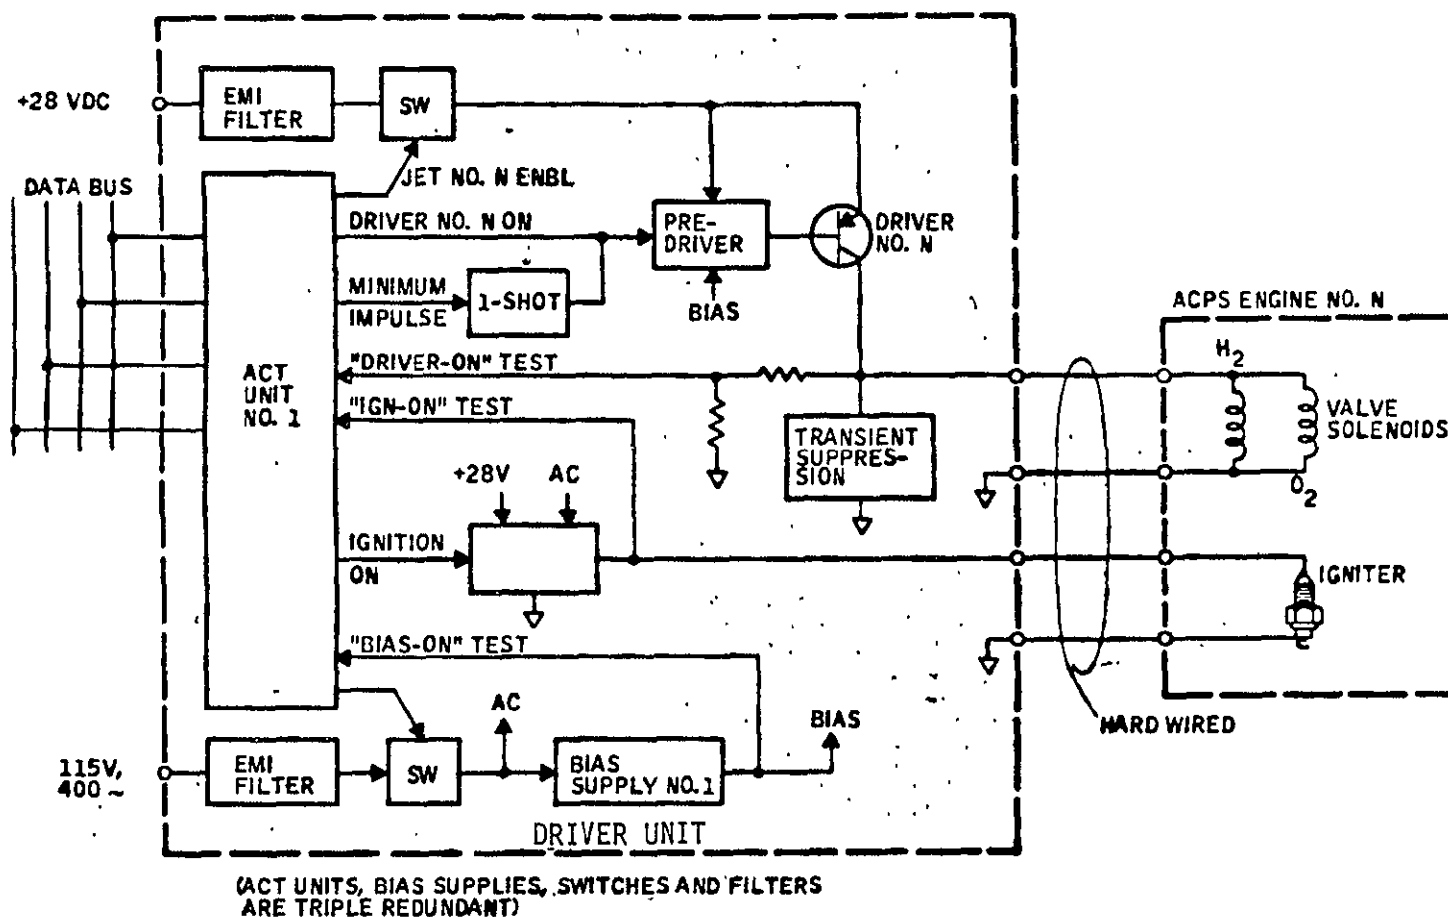 +28 VDC
EMI
FILTER
SW
DATA BUS
JET NO. N ENBL
DRIVER NO. N ON
PRE-
DRIVER
DRIVER
NO. N
MINIMUM
IMPULSE
1-SHOT
BIAS
ACPS ENGINE NO. N
"DRIVER-ON" TEST
H2
ACT
UNIT
NO. 1
"IGN-ON" TEST
TRANSIENT
SUPPRES-
SION
VALVE
SOLENOIDS
O2
+28V
AC
IGNITION
ON
IGNITER
"BIAS-ON" TEST
AC
BIAS
HARD WIRED
115V,
400 ~
EMI
FILTER
SW
BIAS
SUPPLY NO. 1
DRIVER UNIT
(ACT UNITS, BIAS SUPPLIES, SWITCHES AND FILTERS
ARE TRIPLE REDUNDANT)